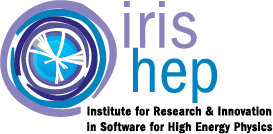 iris
hep
Institute for Research & Innovation
in Software for High Energy Physics